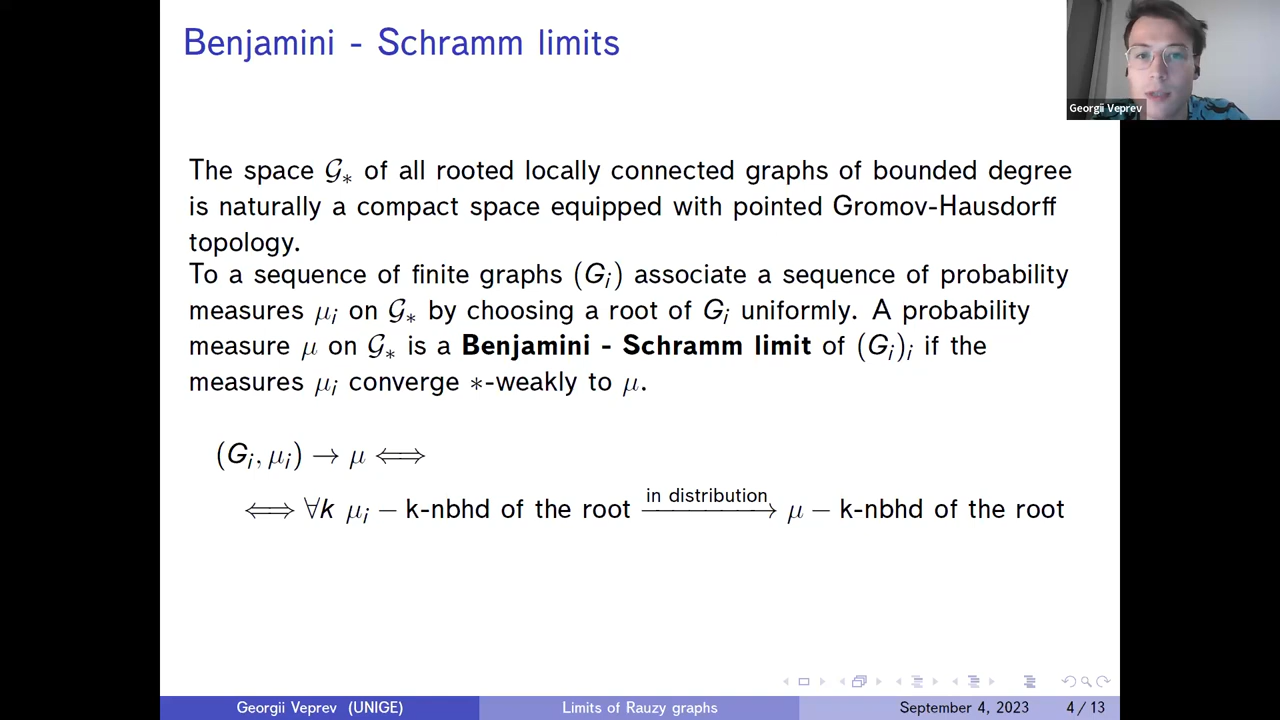 Benjamini - Schramm limits
Georgii Veprev
The space 𝒢∗ of all rooted locally connected graphs of bounded degree
is naturally a compact space equipped with pointed Gromov-Hausdorff
topology.
To a sequence of finite graphs (Gᵢ) associate a sequence of probability
measures μᵢ on 𝒢∗ by choosing a root of Gᵢ uniformly. A probability
measure μ on 𝒢∗ is a Benjamini - Schramm limit of (Gᵢ)ᵢ if the
measures μᵢ converge ∗-weakly to μ.
(Gᵢ, μᵢ) → μ ⟺
in distribution
⟺ ∀k μᵢ − k-nbhd of the root ⟶ μ − k-nbhd of the root
Georgii Veprev (UNIGE) Limits of Rauzy graphs September 4, 2023 4 / 13